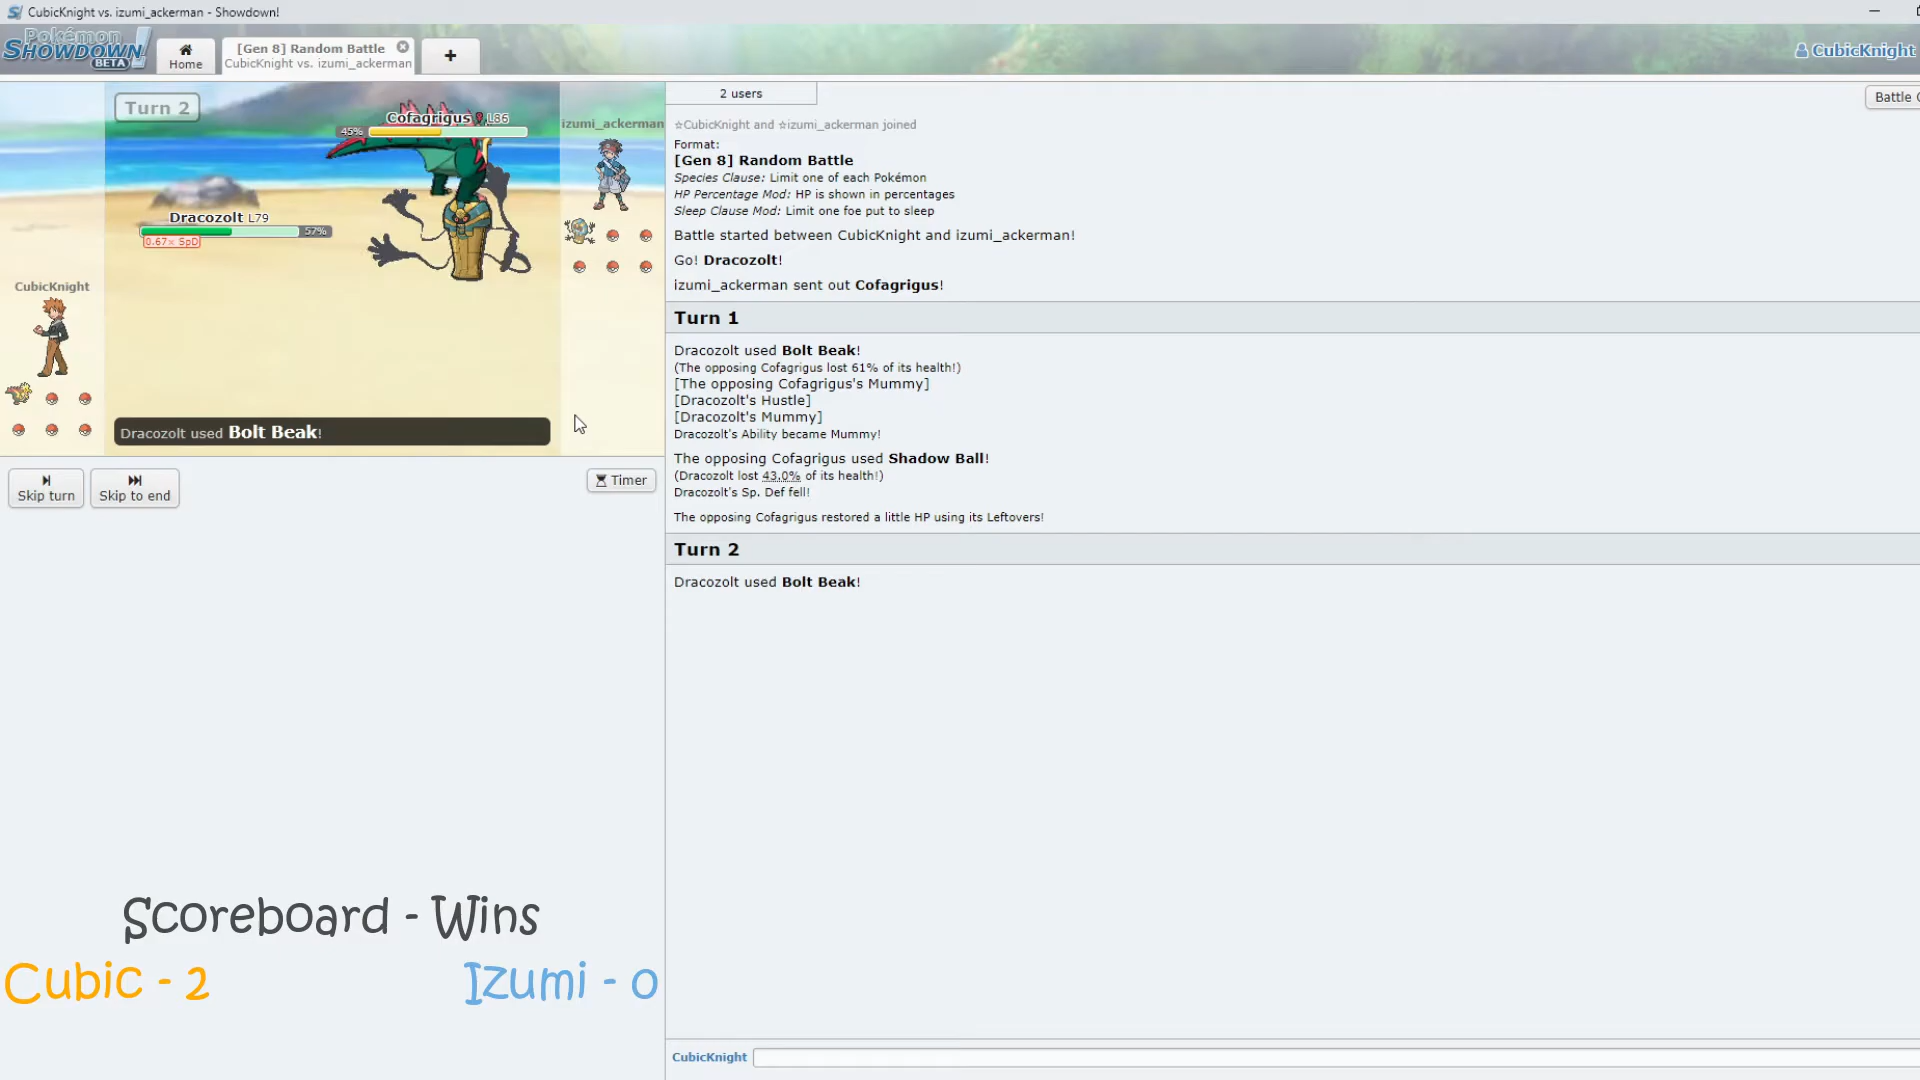 CubicKnight vs. izumi_ackerman - Showdown!
Pokémon
SHOWDOWN!
BETA
Home
[Gen 8] Random Battle
CubicKnight vs. izumi_ackerman
+
CubicKnight
Turn 2
Cofagrigus L86
45%
Dracozolt L79
57%
0.67× SpD
izumi_ackerman
CubicKnight
Dracozolt used Bolt Beak!
Skip turn
Skip to end
Timer
2 users
☆CubicKnight and ☆izumi_ackerman joined
Format:
[Gen 8] Random Battle
Species Clause: Limit one of each Pokémon
HP Percentage Mod: HP is shown in percentages
Sleep Clause Mod: Limit one foe put to sleep
Battle started between CubicKnight and izumi_ackerman!
Go! Dracozolt!
izumi_ackerman sent out Cofagrigus!
Turn 1
Dracozolt used Bolt Beak!
(The opposing Cofagrigus lost 61% of its health!)
[The opposing Cofagrigus's Mummy]
[Dracozolt's Hustle]
[Dracozolt's Mummy]
Dracozolt's Ability became Mummy!
The opposing Cofagrigus used Shadow Ball!
(Dracozolt lost 43.0% of its health!)
Dracozolt's Sp. Def fell!
The opposing Cofagrigus restored a little HP using its Leftovers!
Turn 2
Dracozolt used Bolt Beak!
Battle
Scoreboard - Wins
Cubic - 2
Izumi - 0
CubicKnight